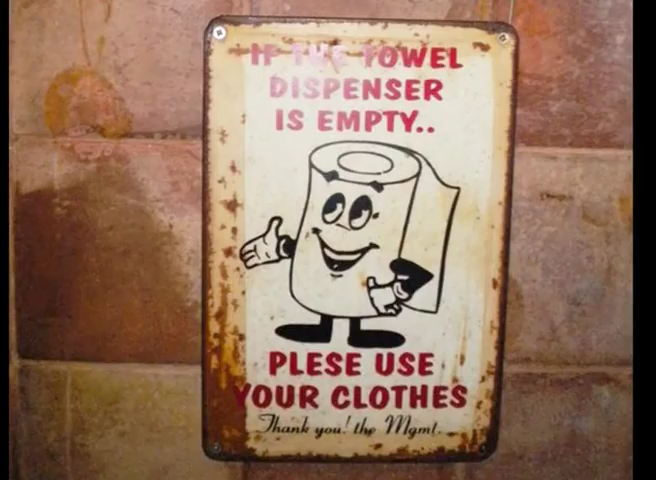 IF THE TOWEL
DISPENSER
IS EMPTY..
PLESE USE
YOUR CLOTHES
Thank you! the Mgmt.